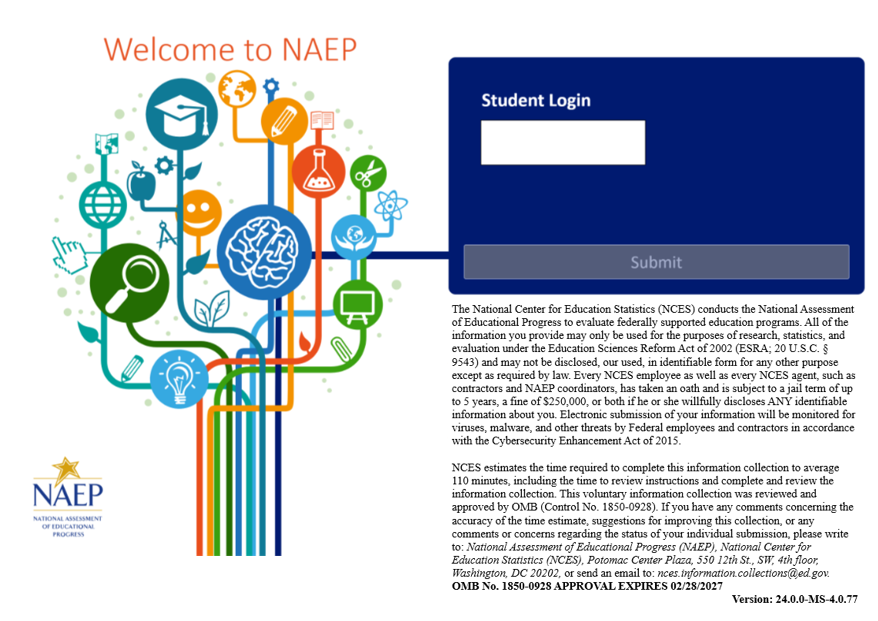 Welcome to NAEP
Student Login
Submit
The National Center for Education Statistics (NCES) conducts the National Assessment
of Educational Progress to evaluate federally supported education programs. All of the
information you provide may only be used for the purposes of research, statistics, and
evaluation under the Education Sciences Reform Act of 2002 (ESRA; 20 U.S.C. §
9543) and may not be disclosed, our used, in identifiable form for any other purpose
except as required by law. Every NCES employee as well as every NCES agent, such as
contractors and NAEP coordinators, has taken an oath and is subject to a jail term of up
to 5 years, a fine of $250,000, or both if he or she willfully discloses ANY identifiable
information about you. Electronic submission of your information will be monitored for
viruses, malware, and other threats by Federal employees and contractors in accordance
with the Cybersecurity Enhancement Act of 2015.
NCES estimates the time required to complete this information collection to average
110 minutes, including the time to review instructions and complete and review the
information collection. This voluntary information collection was reviewed and
approved by OMB (Control No. 1850-0928). If you have any comments concerning the
accuracy of the time estimate, suggestions for improving this collection, or any
comments or concerns regarding the status of your individual submission, please write
to: National Assessment of Educational Progress (NAEP), National Center for
Education Statistics (NCES), Potomac Center Plaza, 550 12th St., SW, 4th floor,
Washington, DC 20202, or send an email to: nces.information.collections@ed.gov.
OMB No. 1850-0928 APPROVAL EXPIRES 02/28/2027
Version: 24.0.0-MS-4.0.77
NAEP
NATIONAL ASSESSMENT
OF EDUCATIONAL
PROGRESS